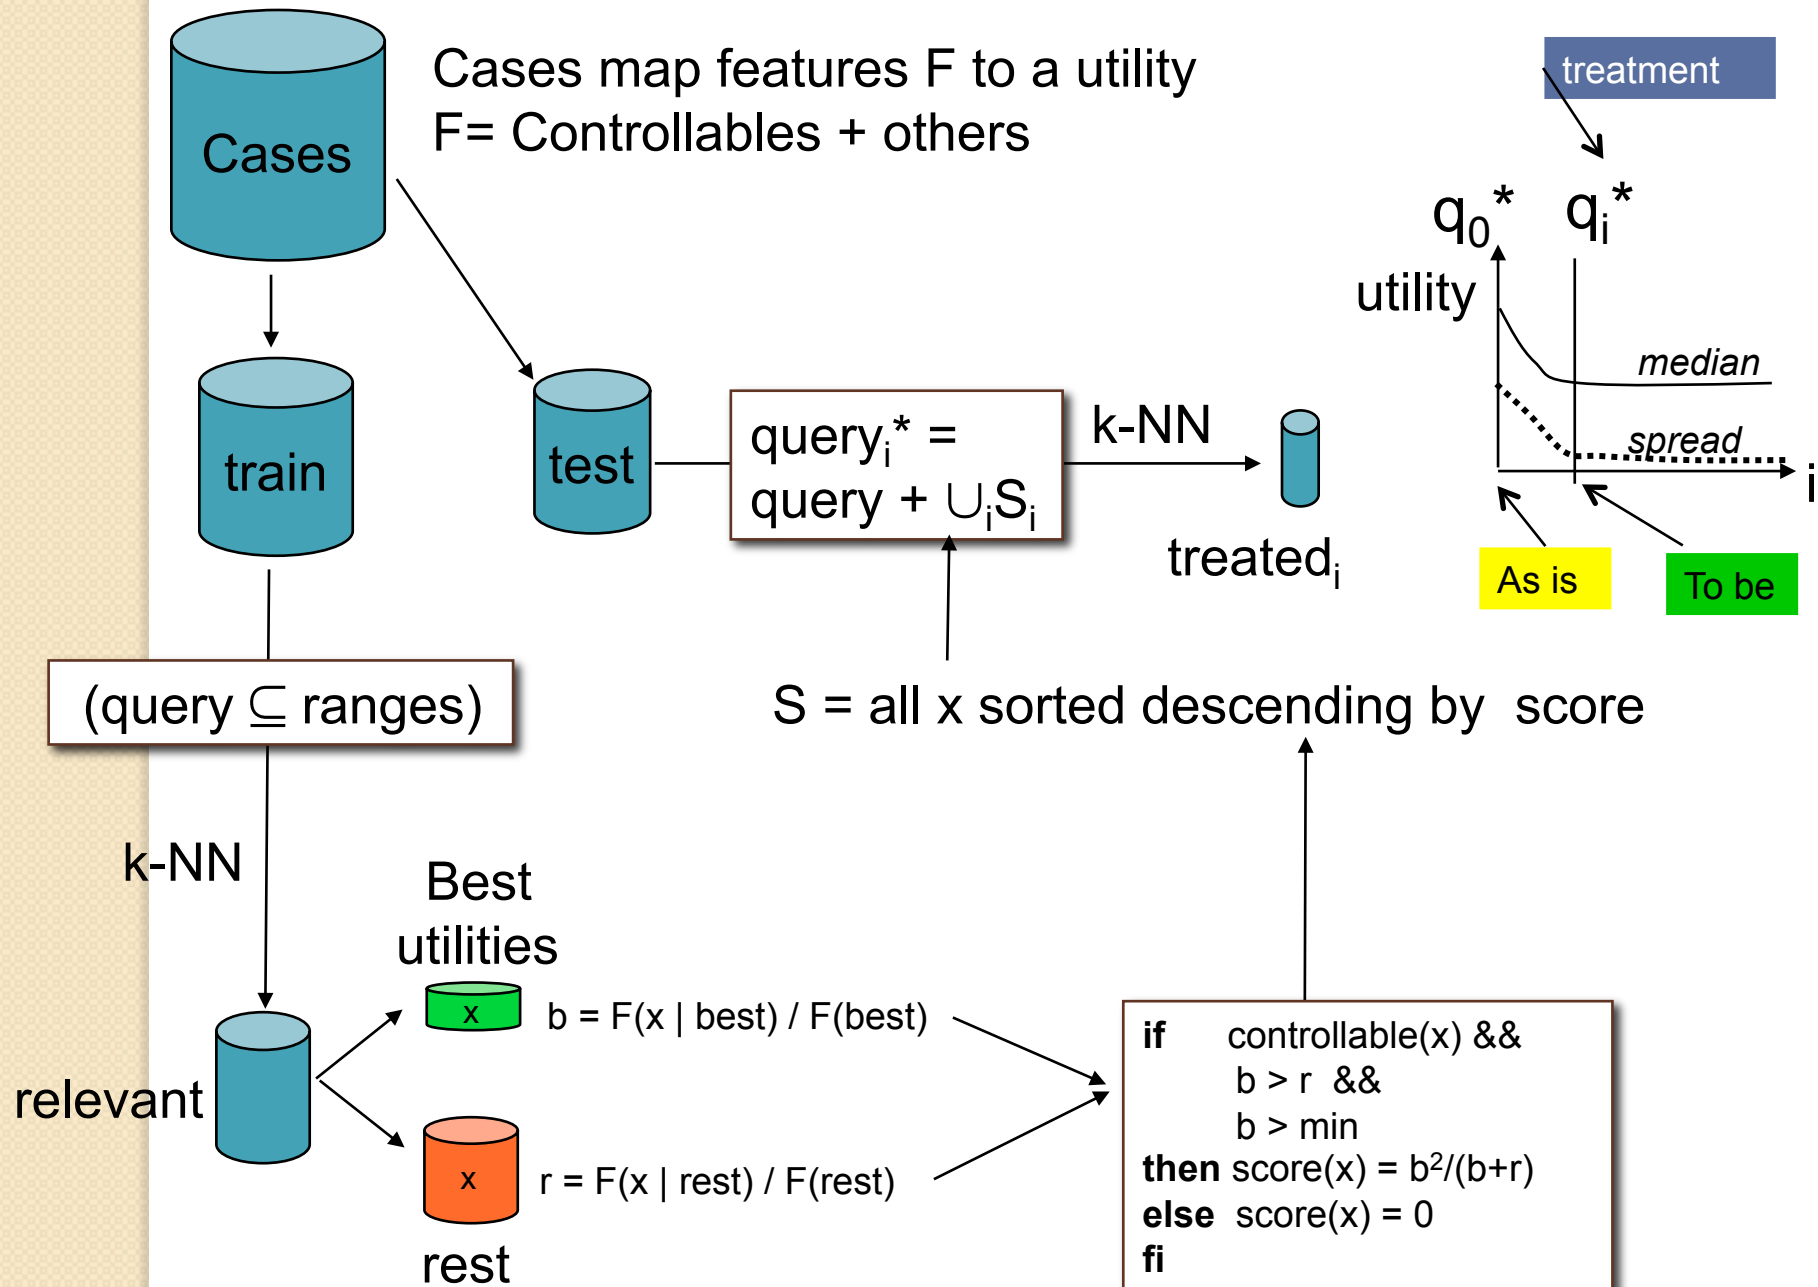 Cases map features F to a utility
F= Controllables + others
Cases
treatment
q₀* qᵢ*
utility
median
spread
i
As is
To be
train
test
queryᵢ* =
query + ∪ᵢSᵢ
k-NN
treatedᵢ
(query ⊆ ranges)
S = all x sorted descending by score
k-NN
Best
utilities
x
b = F(x | best) / F(best)
relevant
x
r = F(x | rest) / F(rest)
rest
if controllable(x) &&
b > r &&
b > min
then score(x) = b²/(b+r)
else score(x) = 0
fi